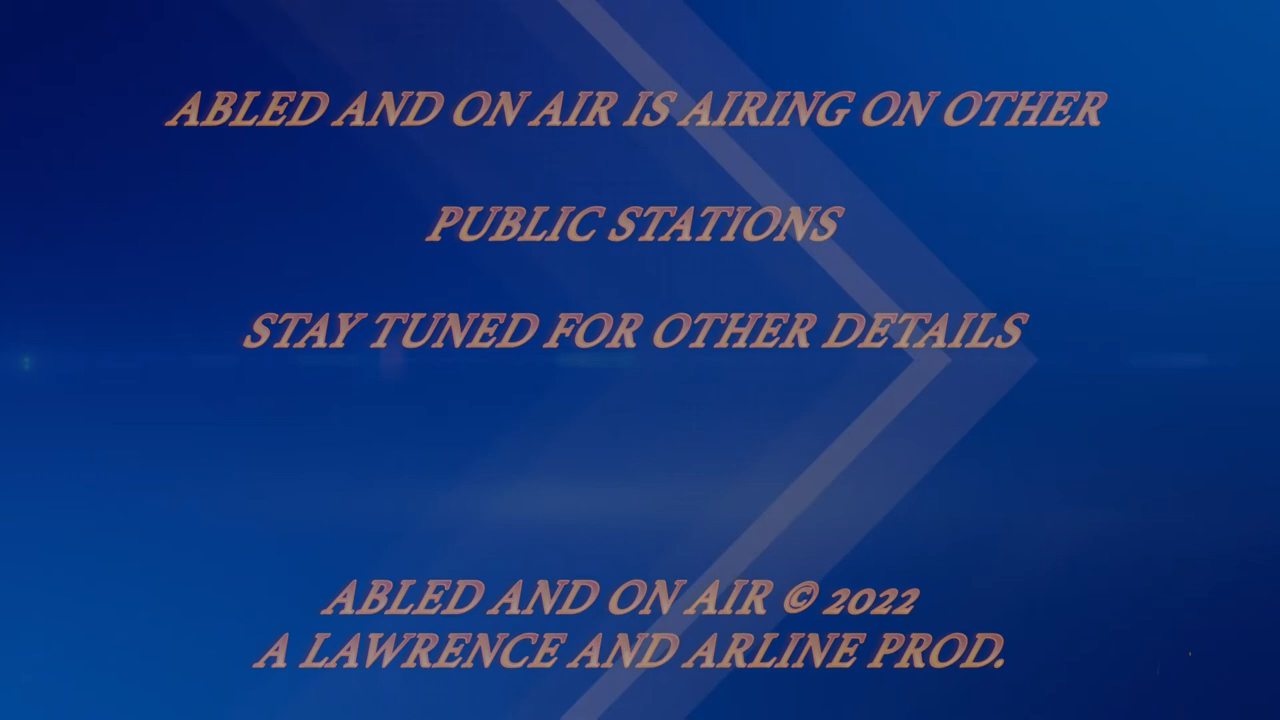 ABLED AND ON AIR IS AIRING ON OTHER
PUBLIC STATIONS
STAY TUNED FOR OTHER DETAILS
ABLED AND ON AIR © 2022
A LAWRENCE AND ARLINE PROD.